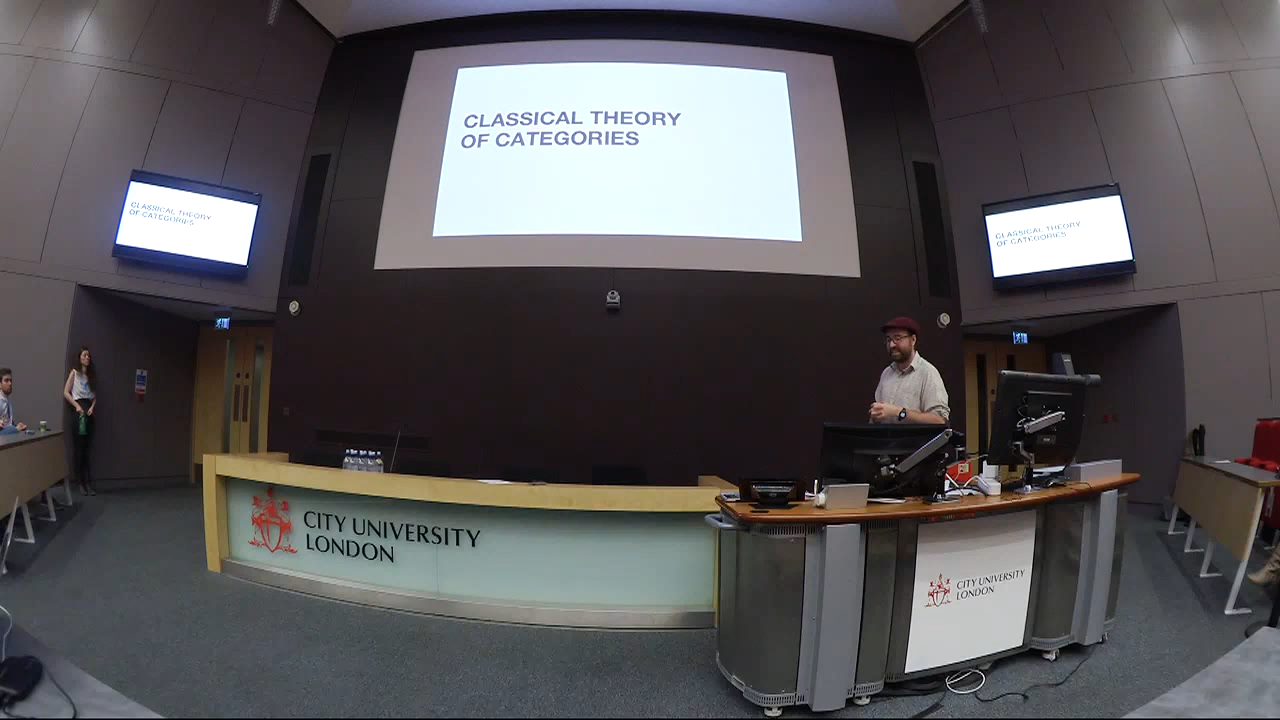 CLASSICAL THEORY
OF CATEGORIES
CLASSICAL THEORY
OF CATEGORIES
CLASSICAL THEORY
OF CATEGORIES
CITY UNIVERSITY
LONDON
CITY UNIVERSITY
LONDON